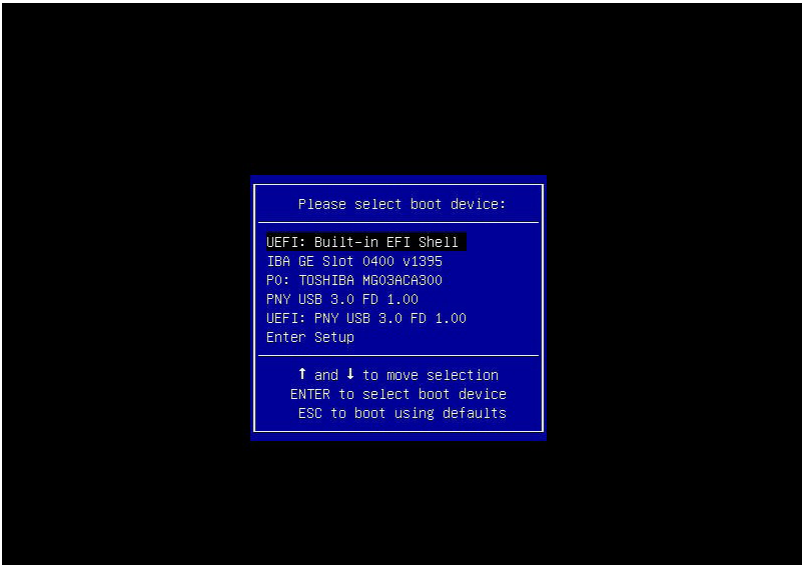 Please select boot device:
UEFI: Built-in EFI Shell
IBA GE Slot 0400 v1395
P0: TOSHIBA MG03ACA300
PNY USB 3.0 FD 1.00
UEFI: PNY USB 3.0 FD 1.00
Enter Setup
↑ and ↓ to move selection
ENTER to select boot device
ESC to boot using defaults